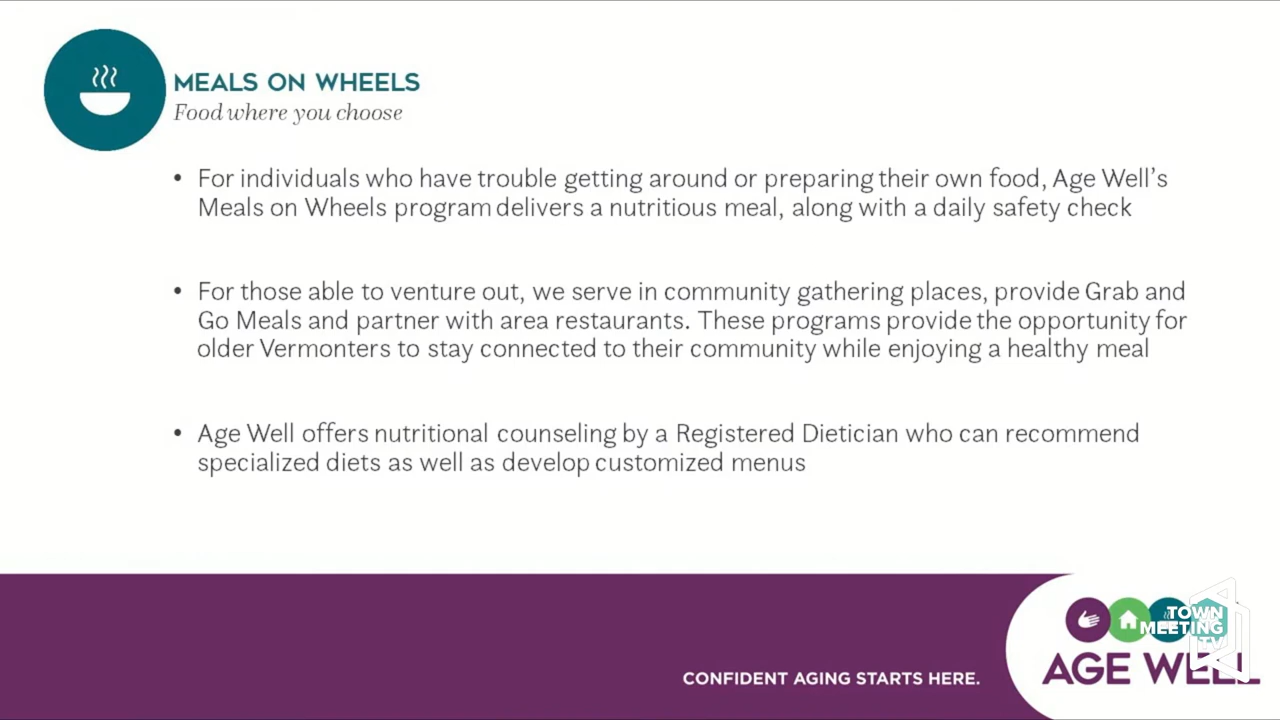 MEALS ON WHEELS
Food where you choose
• For individuals who have trouble getting around or preparing their own food, Age Well's
Meals on Wheels program delivers a nutritious meal, along with a daily safety check
• For those able to venture out, we serve in community gathering places, provide Grab and
Go Meals and partner with area restaurants. These programs provide the opportunity for
older Vermonters to stay connected to their community while enjoying a healthy meal
• Age Well offers nutritional counseling by a Registered Dietician who can recommend
specialized diets as well as develop customized menus
CONFIDENT AGING STARTS HERE.
TOWN
MEETING
TV
AGE WELL